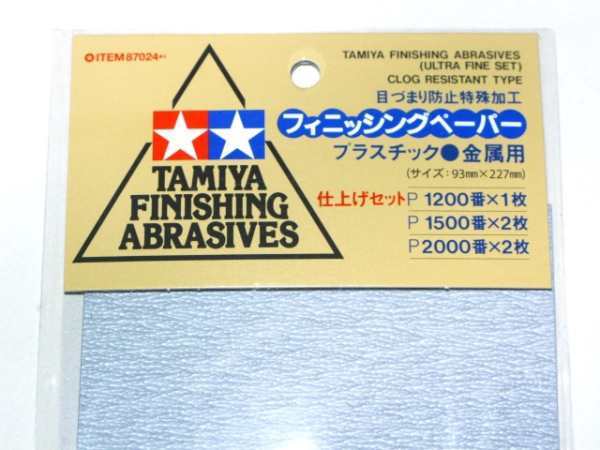 ITEM 87024
TAMIYA
FINISHING
ABRASIVES
TAMIYA FINISHING ABRASIVES
(ULTRA FINE SET)
CLOG RESISTANT TYPE
目づまり防止特殊加工
フィニッシングペーパー
プラスチック●金属用
(サイズ:93mm×227mm)
仕上げセット P 1200番×1枚
P 1500番×2枚
P 2000番×2枚